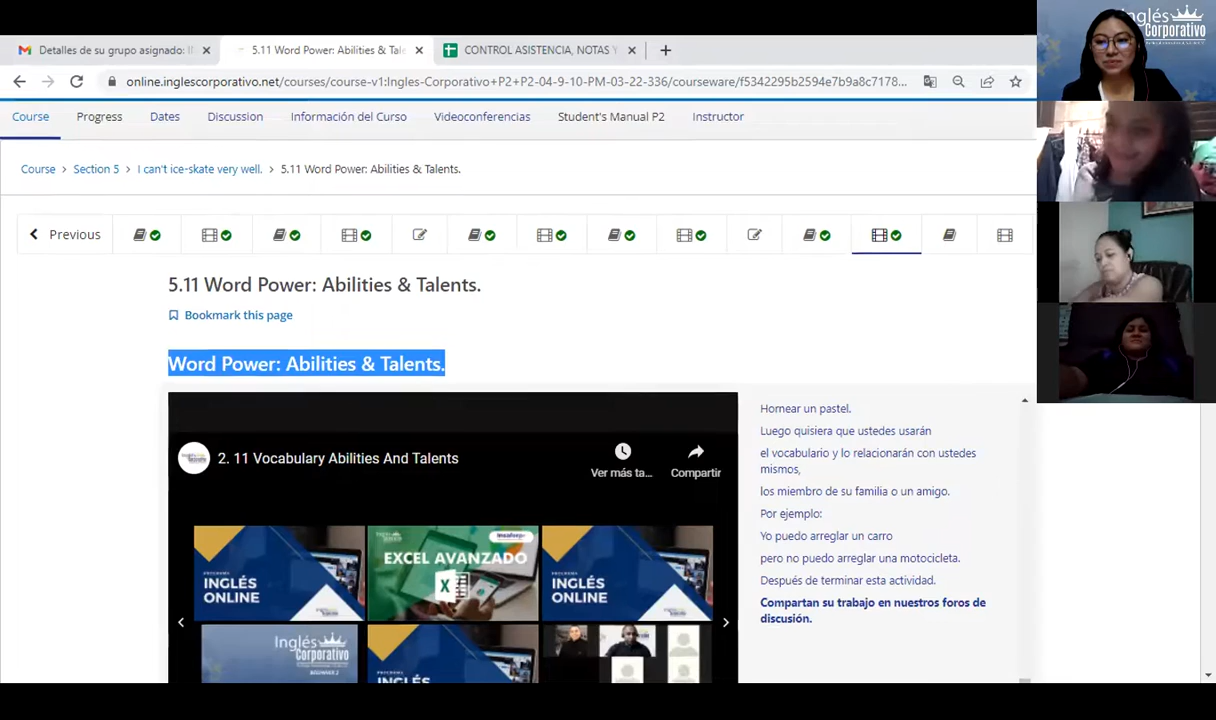 Detalles de su grupo asignado: I
5.11 Word Power: Abilities & Tale
CONTROL ASISTENCIA, NOTAS Y
online.inglescorporativo.net/courses/course-v1:Ingles-Corporativo+P2+P2-04-9-10-PM-03-22-336/courseware/f5342295b2594e7b9a8c7178...
Inglés
Corporativo
Course Progress Dates Discussion Información del Curso Videoconferencias Student's Manual P2 Instructor
Course > Section 5 > I can't ice-skate very well. > 5.11 Word Power: Abilities & Talents.
Previous
5.11 Word Power: Abilities & Talents.
Bookmark this page
Word Power: Abilities & Talents.
2. 11 Vocabulary Abilities And Talents
Ver más ta...
Compartir
INGLÉS
ONLINE
EXCEL AVANZADO
INGLÉS
ONLINE
Inglés
Corporativo
INGLÉS
Hornear un pastel.
Luego quisiera que ustedes usarán
el vocabulario y lo relacionarán con ustedes
mismos,
los miembro de su familia o un amigo.
Por ejemplo:
Yo puedo arreglar un carro
pero no puedo arreglar una motocicleta.
Después de terminar esta actividad.
Compartan su trabajo en nuestros foros de
discusión.